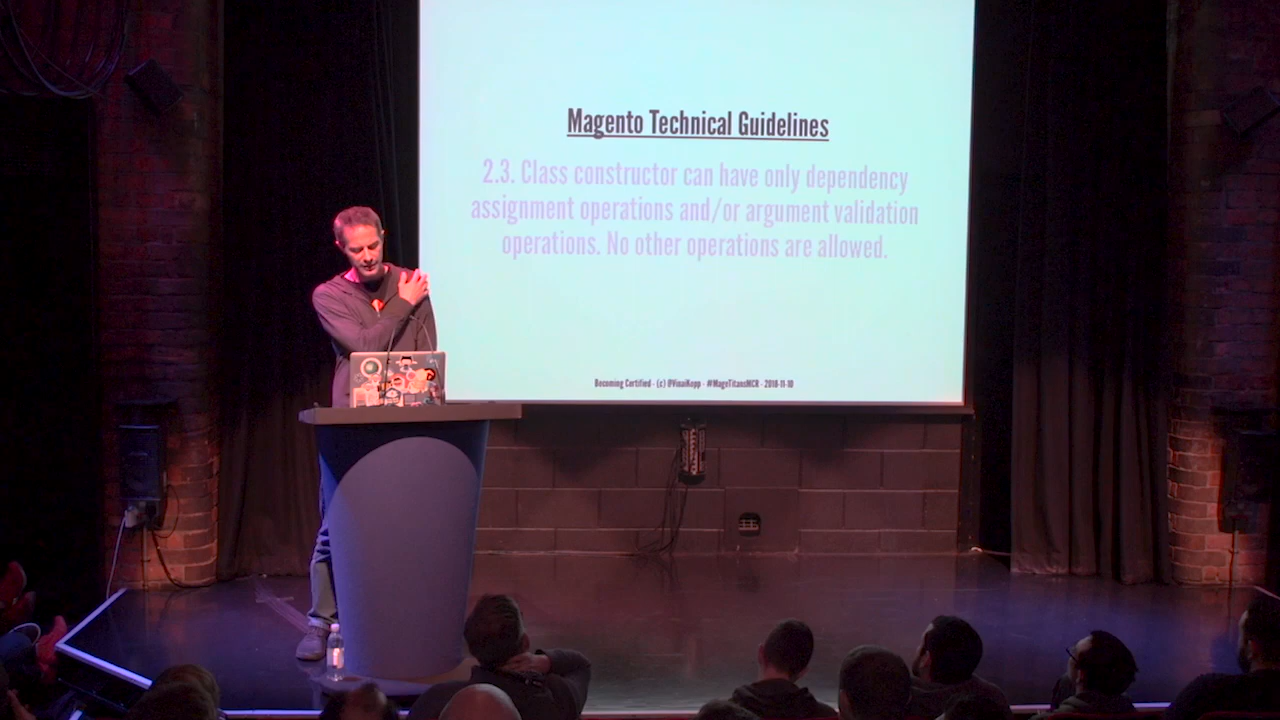 Magento Technical Guidelines
2.3. Class constructor can have only dependency
assignment operations and/or argument validation
operations. No other operations are allowed.
Becoming Certified - (c) @VinaiKopp - #MageTitansMCR - 2018-11-10